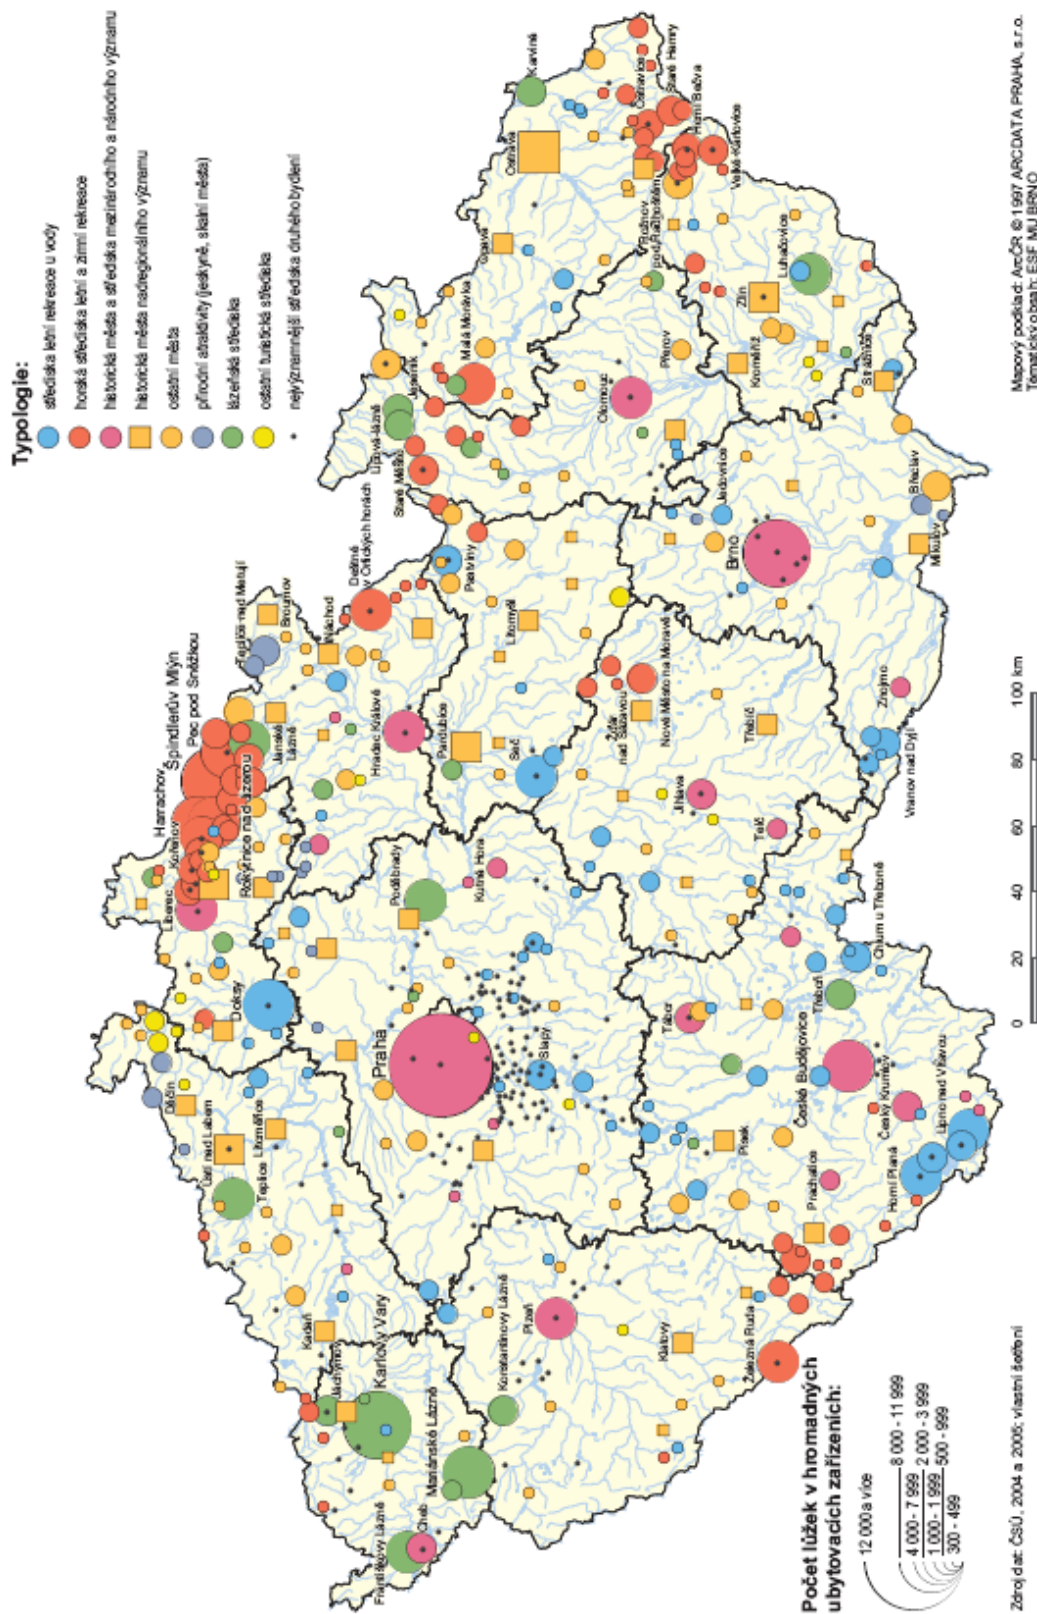 Typologie:
střediska letní rekreace u vody
horská střediska letní a zimní rekreace
historická města a střediska mezinárodního a národního významu
historická města nadregionálního významu
ostatní města
přírodní atraktivity (jeskyně, skalní města)
lázeňská střediska
ostatní turistická střediska
nejvýznamnější střediska druhého bydlení
Děčín
Ústí nad Labem
Litoměřice
Teplice
Kadaň
Jáchymov
Karlovy Vary
Mariánské Lázně
Františkovy Lázně
Cheb
Konstantinovy Lázně
Plzeň
Klatovy
Železná Ruda
Doksy
Liberec
Kořenov
Harrachov
Rokytnice nad Jizerou
Špindlerův Mlýn
Pec pod Sněžkou
Janské
Lázně
Teplice nad Metují
Broumov
Náchod
Deštné
v Orlických horách
Hradec Králové
Pardubice
Seč
Litomyšl
Pastviny
Praha
Poděbrady
Kutná Hora
Slapy
Tábor
Písek
Prachatice
České Budějovice
Český Krumlov
Lipno nad Vltavou
Horní Planá
Třeboň
Chlum u Třeboně
Telč
Jihlava
Třebíč
Žďár
nad Sázavou
Nové Město na Moravě
Vranov nad Dyjí
Znojmo
Brno
Jedovnice
Mikulov
Břeclav
Staré Město
Lipová-lázně
Jeseník
Malá Morávka
Olomouc
Přerov
Opava
Ostrava
Karviná
Ostravice
Staré Hamry
Horní Bečva
Velké Karlovice
Rožnov
pod Radhoštěm
Kroměříž
Zlín
Luhačovice
Strážnice
Počet lůžek v hromadných
ubytovacích zařízeních:
12 000 a více
8 000 - 11 999
4 000 - 7 999
2 000 - 3 999
1 000 - 1 999
500 - 999
300 - 499
0 20 40 60 80 100 km
Zdroj dat: ČSÚ, 2004 a 2005; vlastní šetření
Mapový podklad: ArcČR © 1997 ARCDATA PRAHA, s.r.o.
Tématický obsah: ESF MU BRNO